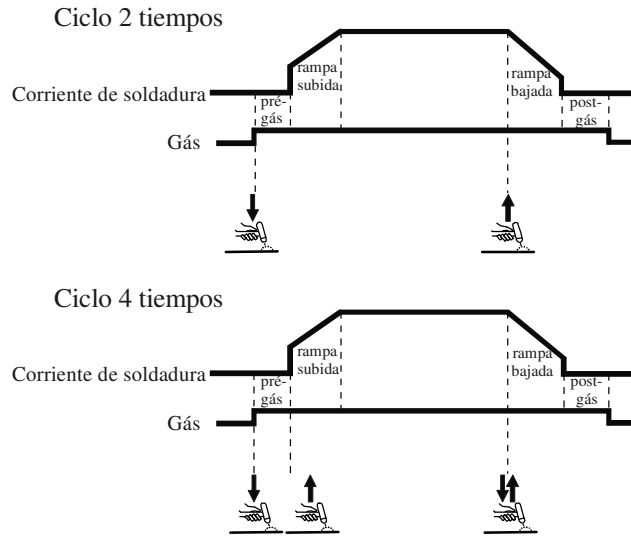 Ciclo 2 tiempos
rampa
subida
rampa
bajada
Corriente de soldadura
pré-
gás
post-
gás
Gás
Ciclo 4 tiempos
rampa
subida
rampa
bajada
Corriente de soldadura
pré-
gás
post-
gás
Gás